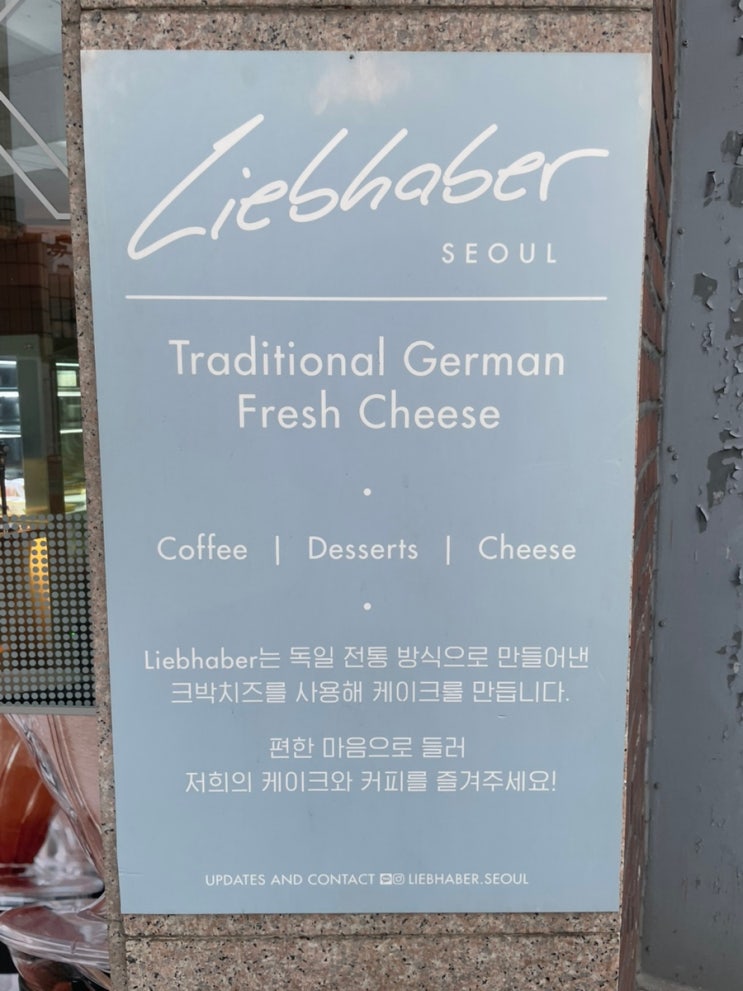 Liebhaber
SEOUL
Traditional German
Fresh Cheese
Coffee | Desserts | Cheese
Liebhaber는 독일 전통 방식으로 만들어낸
크박치즈를 사용해 케이크를 만듭니다.
편한 마음으로 들러
저희의 케이크와 커피를 즐겨주세요!
UPDATES AND CONTACT LIEBHABER.SEOUL